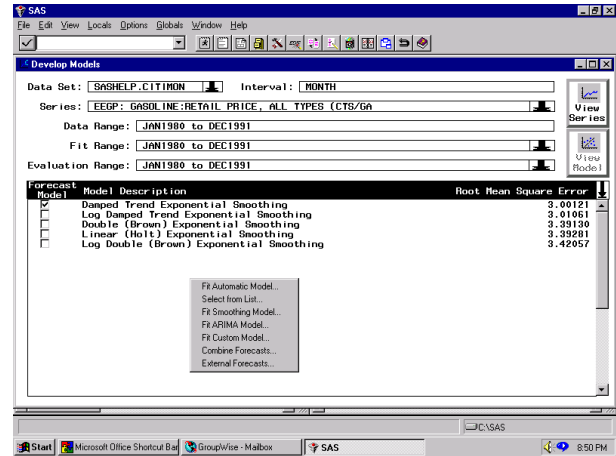 SAS
File Edit View Locals Options Globals Window Help
Develop Models
Data Set: SASHELP.CITIMON Interval: MONTH
Series: EEGP: GASOLINE:RETAIL PRICE, ALL TYPES (CTS/GA
View Series
Data Range: JAN1980 to DEC1991
Fit Range: JAN1980 to DEC1991
View Model
Evaluation Range: JAN1980 to DEC1991
Forecast Model Model Description Root Mean Square Error
Damped Trend Exponential Smoothing 3.00121
Log Damped Trend Exponential Smoothing 3.01061
Double (Brown) Exponential Smoothing 3.39130
Linear (Holt) Exponential Smoothing 3.39281
Log Double (Brown) Exponential Smoothing 3.42057
Fit Automatic Model...
Select from List...
Fit Smoothing Model...
Fit ARIMA Model...
Fit Custom Model...
Combine Forecasts...
External Forecasts...
C:\SAS
Start Microsoft Office Shortcut Bar GroupWise - Mailbox SAS 8:50 PM